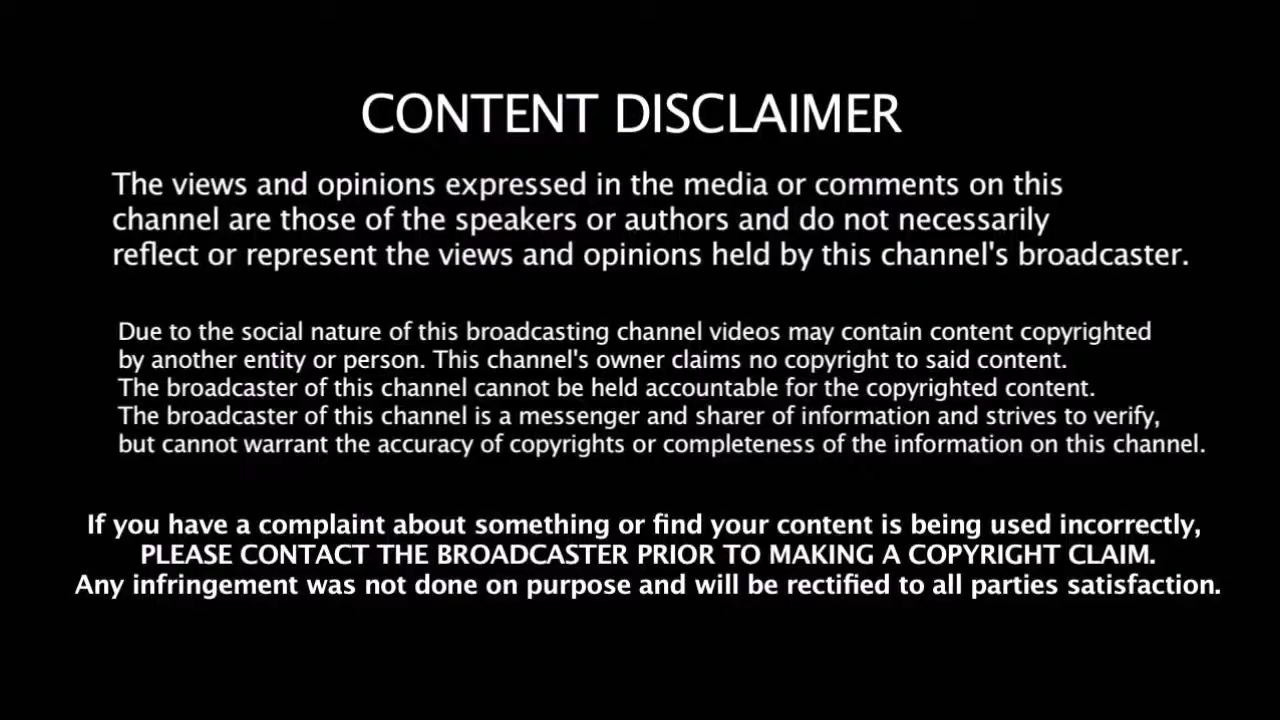 CONTENT DISCLAIMER
The views and opinions expressed in the media or comments on this
channel are those of the speakers or authors and do not necessarily
reflect or represent the views and opinions held by this channel's broadcaster.
Due to the social nature of this broadcasting channel videos may contain content copyrighted
by another entity or person. This channel's owner claims no copyright to said content.
The broadcaster of this channel cannot be held accountable for the copyrighted content.
The broadcaster of this channel is a messenger and sharer of information and strives to verify,
but cannot warrant the accuracy of copyrights or completeness of the information on this channel.
If you have a complaint about something or find your content is being used incorrectly,
PLEASE CONTACT THE BROADCASTER PRIOR TO MAKING A COPYRIGHT CLAIM.
Any infringement was not done on purpose and will be rectified to all parties satisfaction.